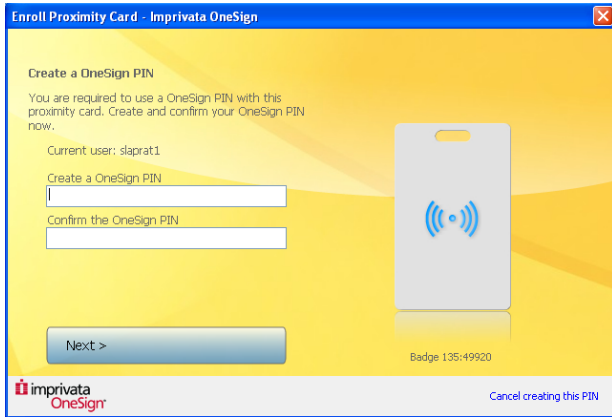 Enroll Proximity Card - Imprivata OneSign
Create a OneSign PIN
You are required to use a OneSign PIN with this
proximity card. Create and confirm your OneSign PIN
now.
Current user: slaprat1
Create a OneSign PIN
Confirm the OneSign PIN
Next >
Badge 135:49920
imprivata
OneSign
Cancel creating this PIN